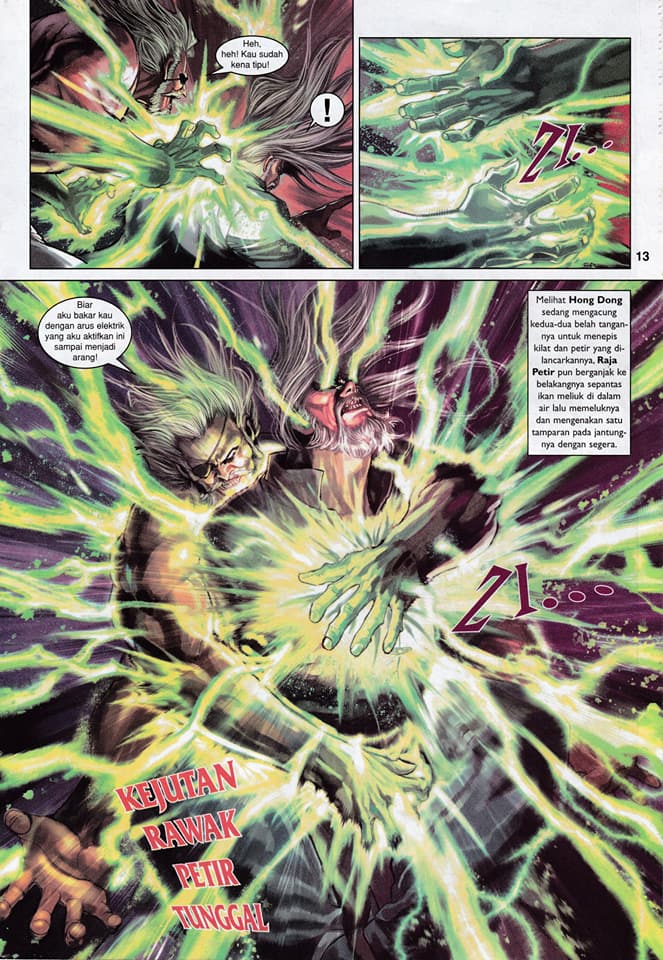 Heh,
heh! Kau sudah
kena tipu!
!
ZI...
13
Biar
aku bakar kau
dengan arus elektrik
yang aku aktifkan ini
sampai menjadi
arang!
Melihat Hong Dong
sedang mengacung
kedua-dua belah tangan-
nya untuk menepis
kilat dan petir yang di-
lancarkannya, Raja
Petir pun berganjak ke
belakangnya sepantas
ikan meliuk di dalam
air lalu memeluknya
dan mengenakan satu
tamparan pada jantung-
nya dengan segera.
ZI...
KEJUTAN
RAWAK
PETIR
TUNGGAL